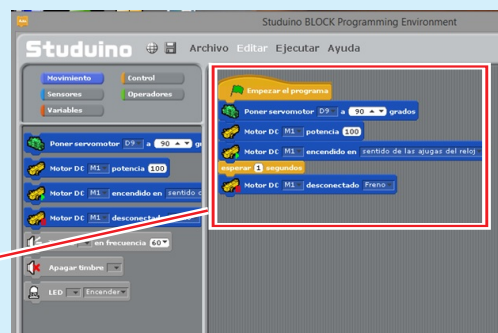 Studuino BLOCK Programming Environment
Studuino Archivo Editar Ejecutar Ayuda
Movimiento Control
Sensores Operadores
Variables
Poner servomotor D9 a 90
Motor DC M1 potencia 100
Motor DC M1 encendido en sentido
Motor DC M1 desconectado
en frecuencia 60
Apagar timbre
LED Encender
Empezar el programa
Poner servomotor D9 a 90 grados
Motor DC M1 potencia 100
Motor DC M1 encendido en sentido de las ajugas del reloj
esperar 1 segundos
Motor DC M1 desconectado Freno